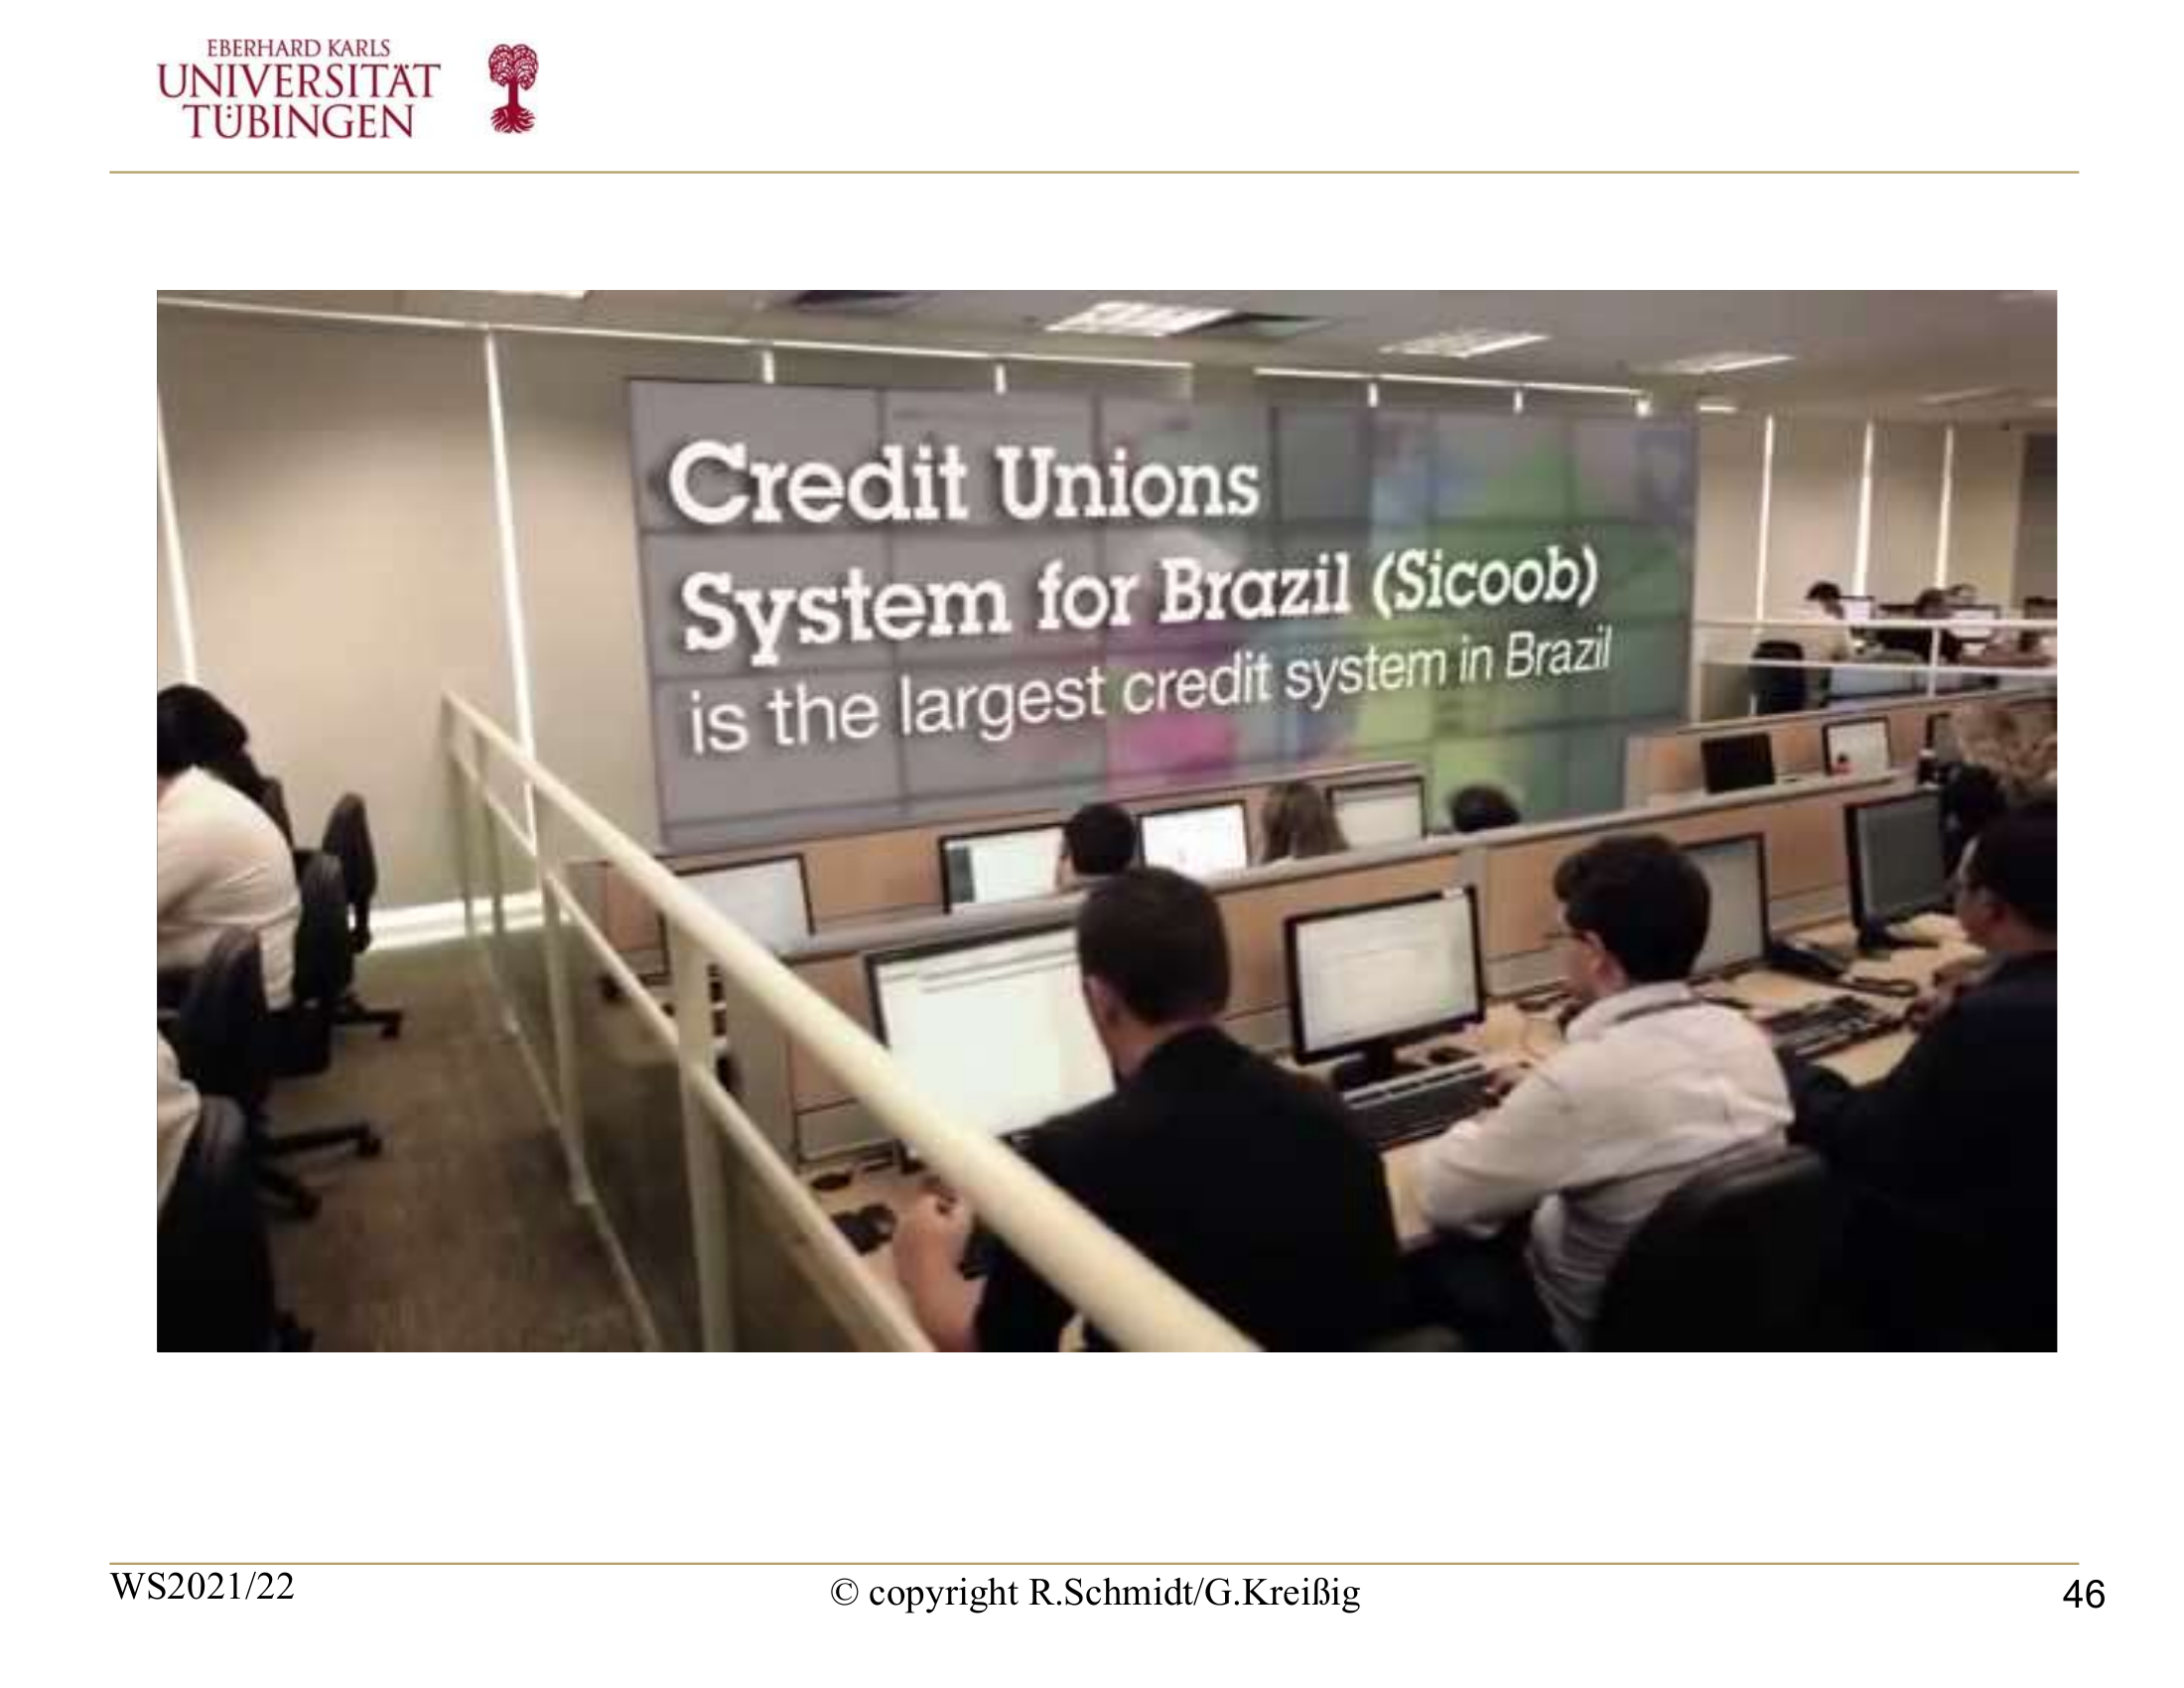 EBERHARD KARLS
UNIVERSITÄT
TÜBINGEN
Credit Unions
System for Brazil (Sicoob)
is the largest credit system in Brazil
WS2021/22
© copyright R.Schmidt/G.Kreißig
46